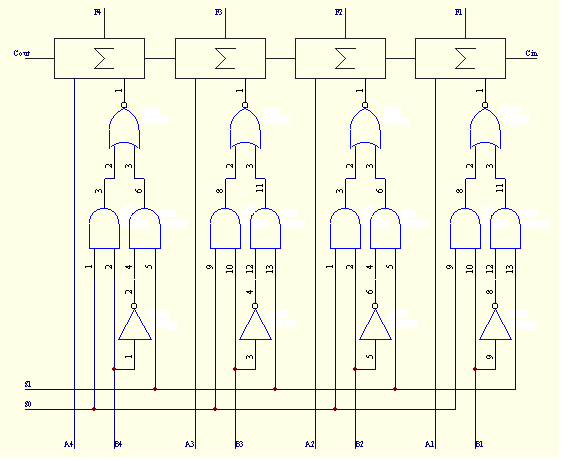 F4 F3 F2 F1
Cout Cin
1 1 1 1
2 3 2 3 2 3 2 3
3 6 8 11 3 6 8 11
1 2 4 5 9 10 12 13 1 2 4 5 9 10 12 13
2 4 6 8
1 3 5 9
S1
S0
A4 B4 A3 B3 A2 B2 A1 B1